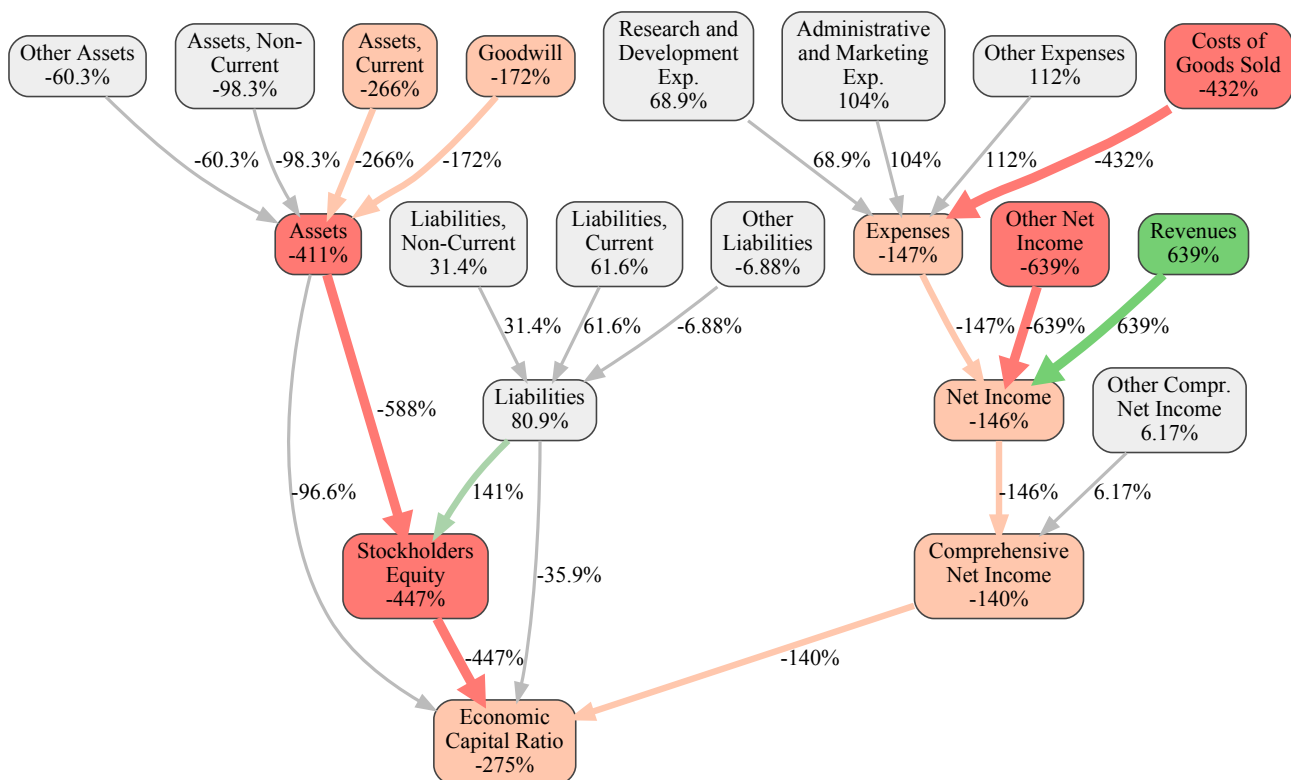 Other Assets
-60.3%
Assets, Non-
Current
-98.3%
Assets,
Current
-266%
Goodwill
-172%
Research and
Development
Exp.
68.9%
Administrative
and Marketing
Exp.
104%
Other Expenses
112%
Costs of
Goods Sold
-432%
-60.3%
-98.3%
-266%
-172%
68.9%
104%
112%
-432%
Assets
-411%
Liabilities,
Non-Current
31.4%
Liabilities,
Current
61.6%
Other
Liabilities
-6.88%
Expenses
-147%
Other Net
Income
-639%
Revenues
639%
31.4%
61.6%
-6.88%
-147%
-639%
639%
-588%
Liabilities
80.9%
Net Income
-146%
Other Compr.
Net Income
6.17%
-96.6%
141%
-35.9%
-146%
6.17%
Stockholders
Equity
-447%
Comprehensive
Net Income
-140%
-447%
-140%
Economic
Capital Ratio
-275%